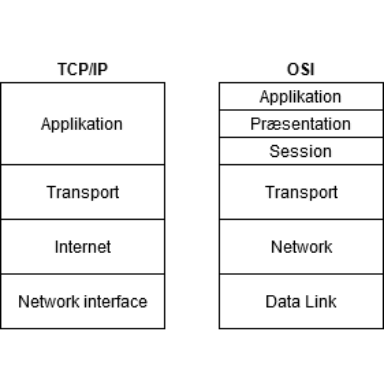 TCP/IP
Applikation
Transport
Internet
Network interface
OSI
Applikation
Præsentation
Session
Transport
Network
Data Link